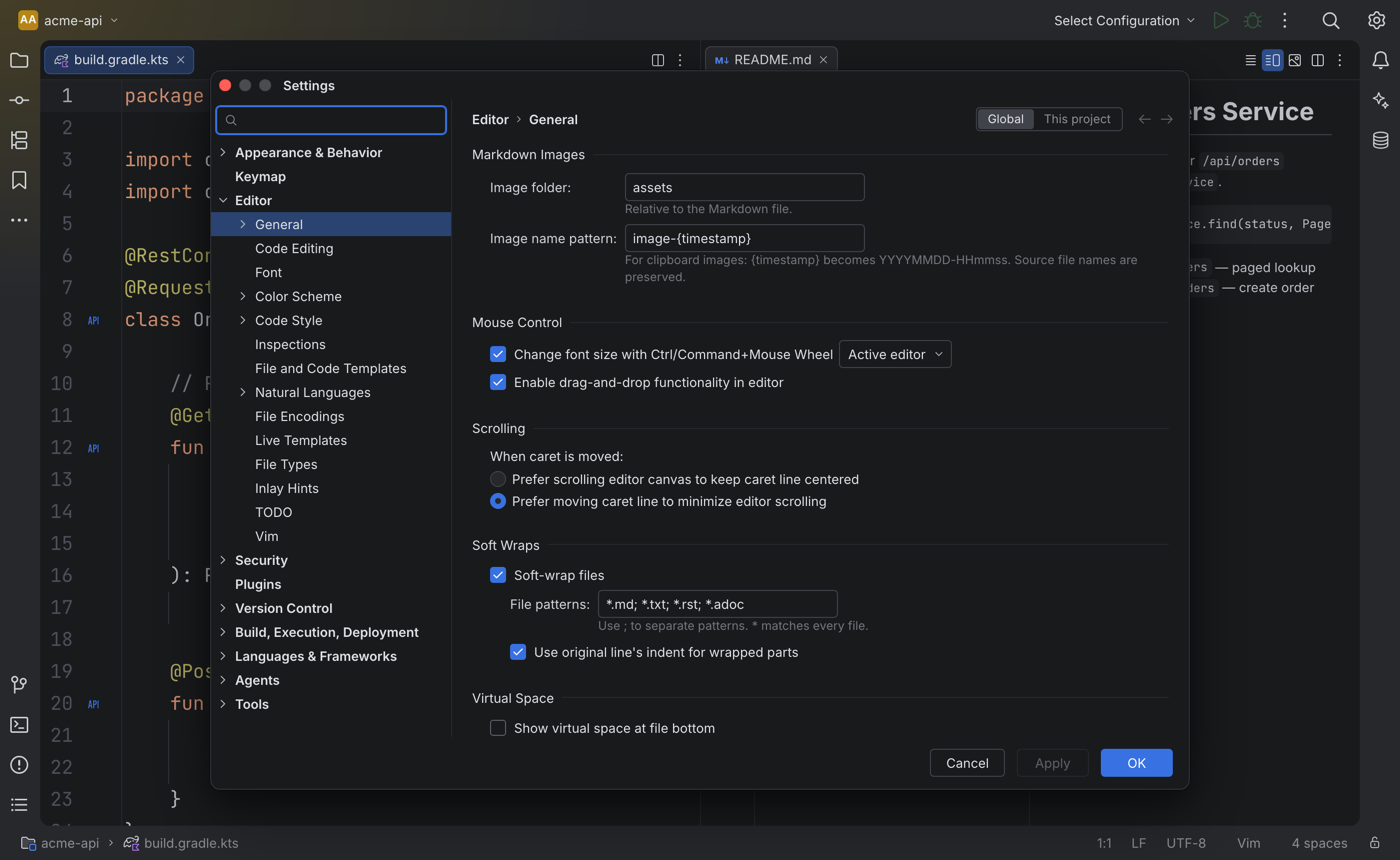 AA acme-api
Select Configuration
build.gradle.kts
README.md
Settings
Appearance & Behavior
Keymap
Editor
General
Code Editing
Font
Color Scheme
Code Style
Inspections
File and Code Templates
Natural Languages
File Encodings
Live Templates
File Types
Inlay Hints
TODO
Vim
Security
Plugins
Version Control
Build, Execution, Deployment
Languages & Frameworks
Agents
Tools
Editor › General
Global This project
Markdown Images
Image folder: assets
Relative to the Markdown file.
Image name pattern: image-{timestamp}
For clipboard images: {timestamp} becomes YYYYMMDD-HHmmss. Source file names are
preserved.
Mouse Control
Change font size with Ctrl/Command+Mouse Wheel Active editor
Enable drag-and-drop functionality in editor
Scrolling
When caret is moved:
Prefer scrolling editor canvas to keep caret line centered
Prefer moving caret line to minimize editor scrolling
Soft Wraps
Soft-wrap files
File patterns: *.md; *.txt; *.rst; *.adoc
Use ; to separate patterns. * matches every file.
Use original line's indent for wrapped parts
Virtual Space
Show virtual space at file bottom
Cancel Apply OK
1 package
2
3 import
4 import
5
6 @RestCon
7 @Request
8 API class Or
9
10 //
11 @Get
12 API fun
13
14
15
16 ):
17
18
19 @Pos
20 API fun
21
22
23 }
rs Service
/api/orders
ice.
ce.find(status, Page
ers — paged lookup
ders — create order
acme-api › build.gradle.kts
1:1 LF UTF-8 Vim 4 spaces